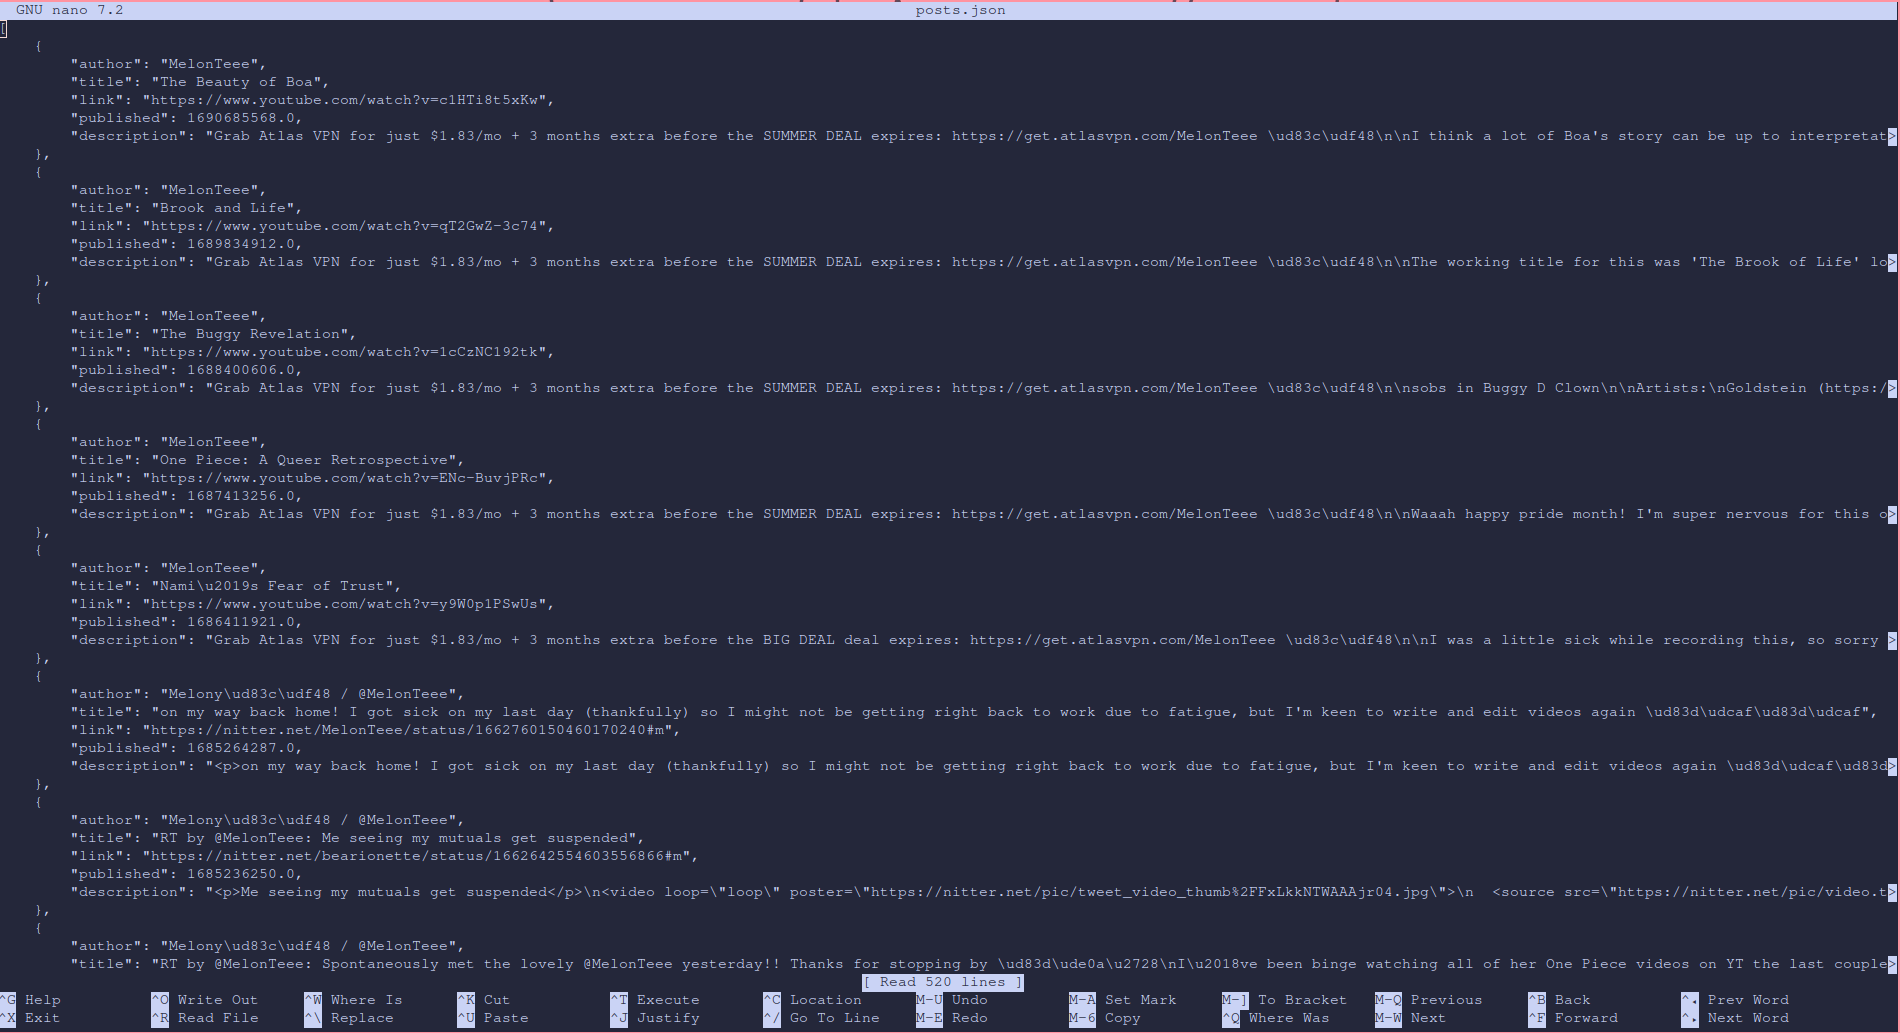 GNU nano 7.2 posts.json
[
{
"author": "MelonTeee",
"title": "The Beauty of Boa",
"link": "https://www.youtube.com/watch?v=c1HTi8t5xKw",
"published": 1690685568.0,
"description": "Grab Atlas VPN for just $1.83/mo + 3 months extra before the SUMMER DEAL expires: https://get.atlasvpn.com/MelonTeee \ud83c\udf48\n\nI think a lot of Boa's story can be up to interpretat>
},
{
"author": "MelonTeee",
"title": "Brook and Life",
"link": "https://www.youtube.com/watch?v=qT2GwZ-3c74",
"published": 1689834912.0,
"description": "Grab Atlas VPN for just $1.83/mo + 3 months extra before the SUMMER DEAL expires: https://get.atlasvpn.com/MelonTeee \ud83c\udf48\n\nThe working title for this was 'The Brook of Life' lo>
},
{
"author": "MelonTeee",
"title": "The Buggy Revelation",
"link": "https://www.youtube.com/watch?v=1cCzNC192tk",
"published": 1688400606.0,
"description": "Grab Atlas VPN for just $1.83/mo + 3 months extra before the SUMMER DEAL expires: https://get.atlasvpn.com/MelonTeee \ud83c\udf48\n\nsobs in Buggy D Clown\n\nArtists:\nGoldstein (https:/>
},
{
"author": "MelonTeee",
"title": "One Piece: A Queer Retrospective",
"link": "https://www.youtube.com/watch?v=ENc-BuvjPRc",
"published": 1687413256.0,
"description": "Grab Atlas VPN for just $1.83/mo + 3 months extra before the SUMMER DEAL expires: https://get.atlasvpn.com/MelonTeee \ud83c\udf48\n\nWaaah happy pride month! I'm super nervous for this o>
},
{
"author": "MelonTeee",
"title": "Nami\u2019s Fear of Trust",
"link": "https://www.youtube.com/watch?v=y9W0p1PSwUs",
"published": 1686411921.0,
"description": "Grab Atlas VPN for just $1.83/mo + 3 months extra before the BIG DEAL deal expires: https://get.atlasvpn.com/MelonTeee \ud83c\udf48\n\nI was a little sick while recording this, so sorry >
},
{
"author": "Melony\ud83c\udf48 / @MelonTeee",
"title": "on my way back home! I got sick on my last day (thankfully) so I might not be getting right back to work due to fatigue, but I'm keen to write and edit videos again \ud83d\udcaf\ud83d\udcaf",
"link": "https://nitter.net/MelonTeee/status/1662760150460170240#m",
"published": 1685264287.0,
"description": "<p>on my way back home! I got sick on my last day (thankfully) so I might not be getting right back to work due to fatigue, but I'm keen to write and edit videos again \ud83d\udcaf\ud83d>
},
{
"author": "Melony\ud83c\udf48 / @MelonTeee",
"title": "RT by @MelonTeee: Me seeing my mutuals get suspended",
"link": "https://nitter.net/bearionette/status/1662642554603556866#m",
"published": 1685236250.0,
"description": "<p>Me seeing my mutuals get suspended</p>\n<video loop=\"loop\" poster=\"https://nitter.net/pic/tweet_video_thumb%2FFxLkkNTWAAAjr04.jpg\">\n  <source src=\"https://nitter.net/pic/video.t>
},
{
"author": "Melony\ud83c\udf48 / @MelonTeee",
"title": "RT by @MelonTeee: Spontaneously met the lovely @MelonTeee yesterday!! Thanks for stopping by \ud83d\ude0a\u2728\nI\u2018ve been binge watching all of her One Piece videos on YT the last couple>
[ Read 520 lines ]
^G Help ^O Write Out ^W Where Is ^K Cut ^T Execute ^C Location M-U Undo M-A Set Mark M-] To Bracket M-Q Previous ^B Back ^◂ Prev Word
^X Exit ^R Read File ^\ Replace ^U Paste ^J Justify ^/ Go To Line M-E Redo M-6 Copy ^Q Where Was M-W Next ^F Forward ^▸ Next Word